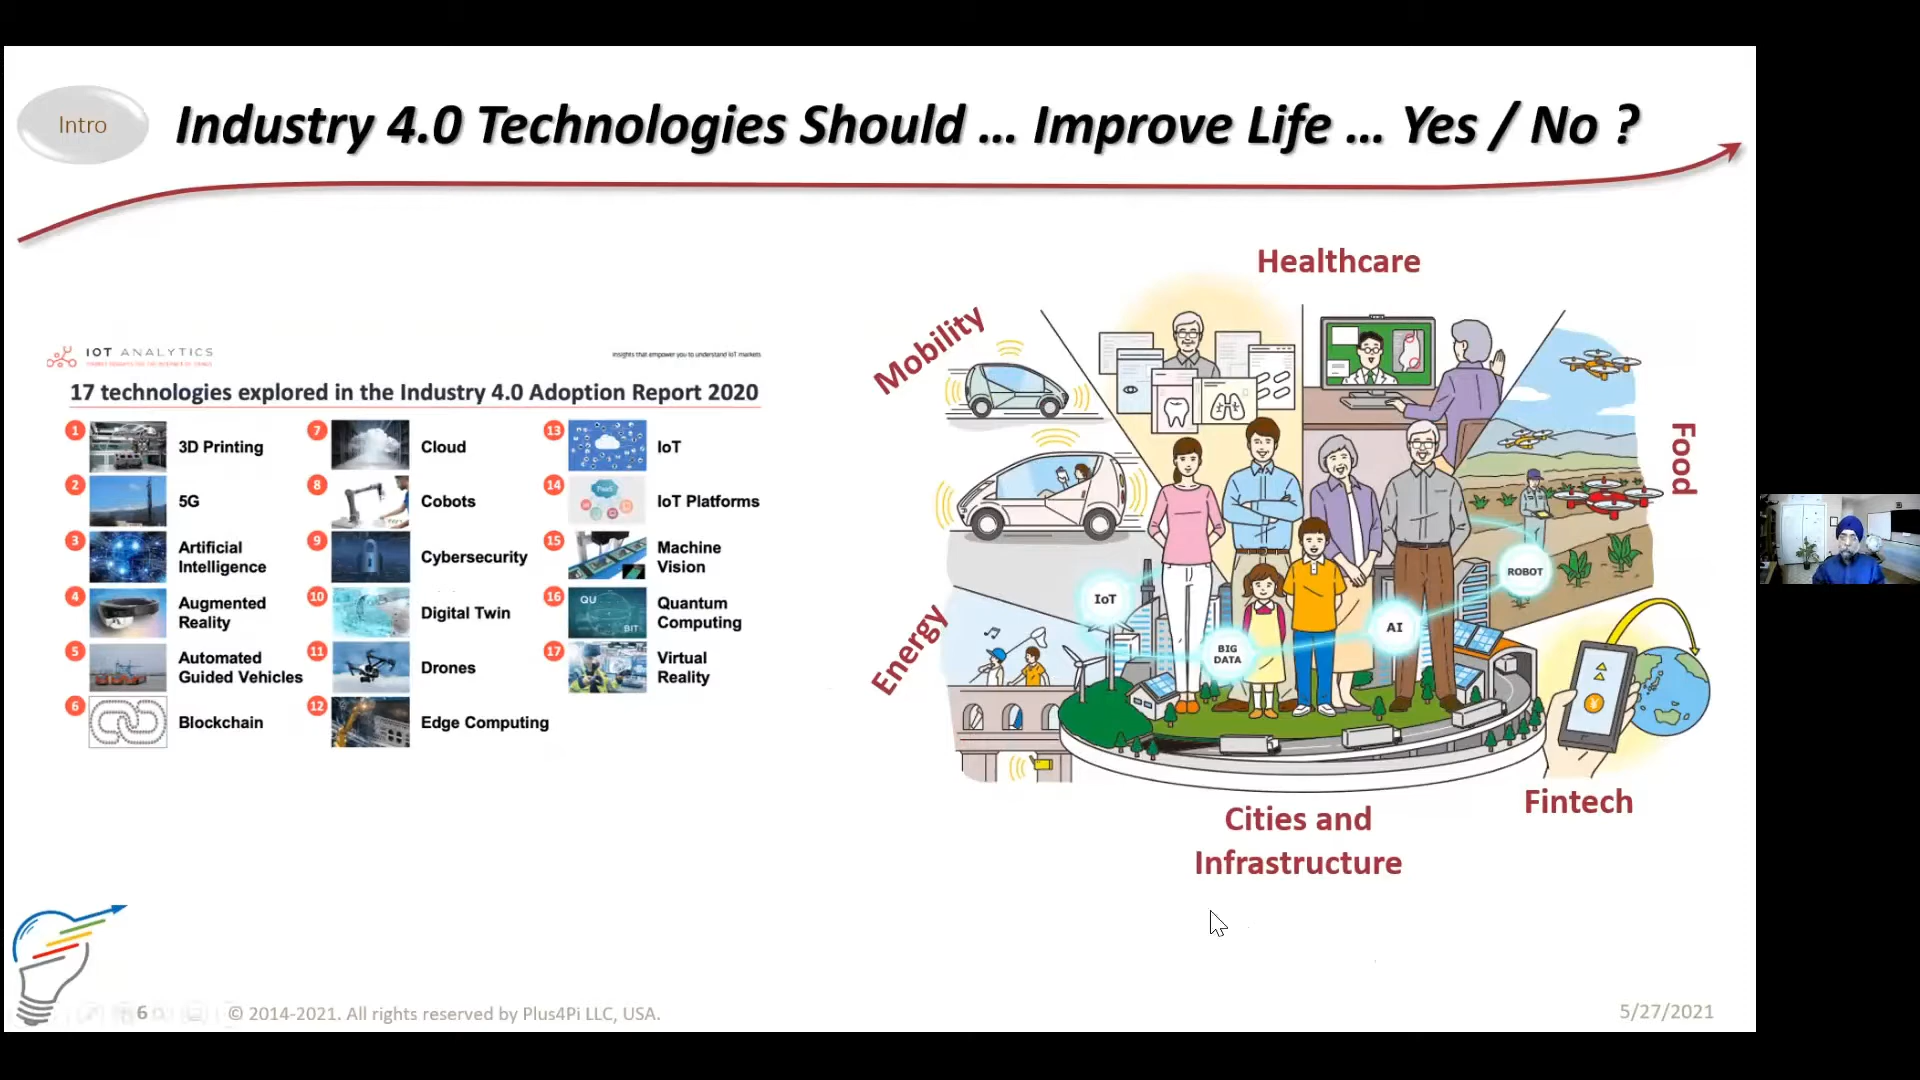 Intro
Industry 4.0 Technologies Should ... Improve Life ... Yes / No ?
IOT ANALYTICS
Insights that empower you to understand IoT markets
17 technologies explored in the Industry 4.0 Adoption Report 2020
1
3D Printing
2
5G
3
Artificial
Intelligence
4
Augmented
Reality
5
Automated
Guided Vehicles
6
Blockchain
7
Cloud
8
Cobots
9
Cybersecurity
10
Digital Twin
11
Drones
12
Edge Computing
13
IoT
14
IoT Platforms
15
Machine
Vision
16
QU
BIT
Quantum
Computing
17
Virtual
Reality
Healthcare
Mobility
Food
Energy
IoT
BIG
DATA
AI
ROBOT
Fintech
Cities and
Infrastructure
6
© 2014-2021. All rights reserved by Plus4Pi LLC, USA.
5/27/2021